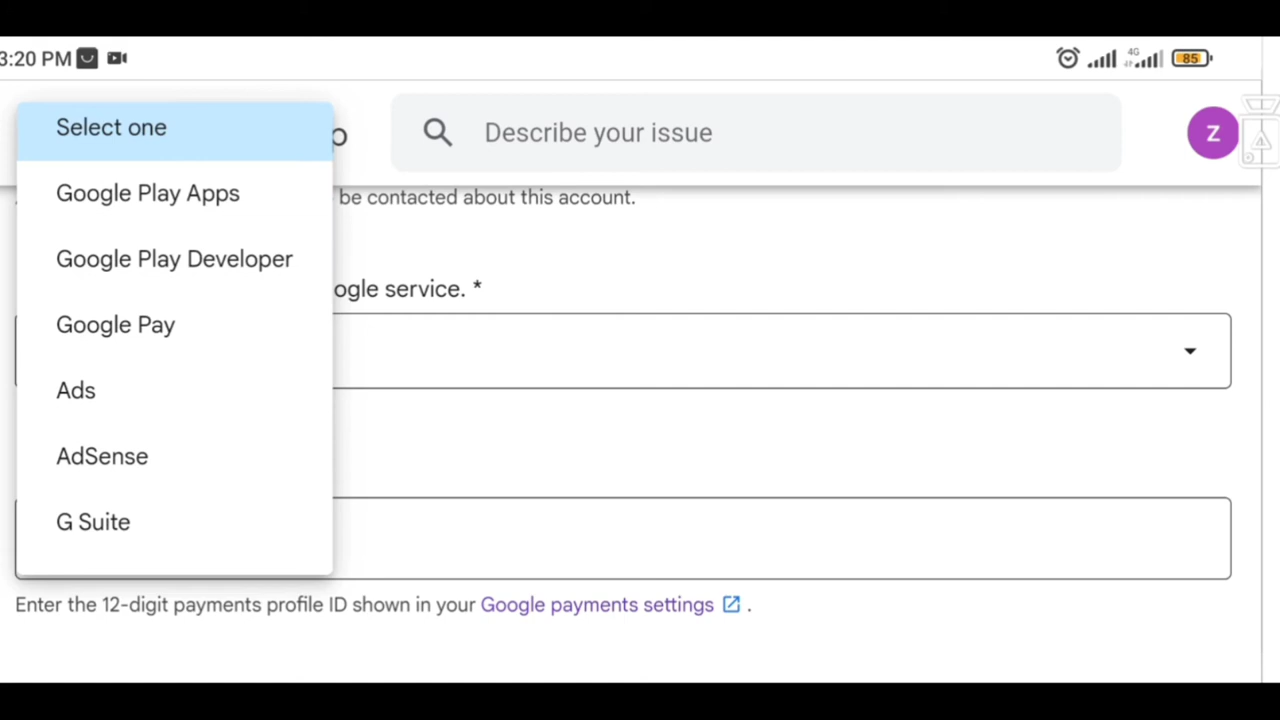 3:20 PM
4G
85
Select one
Describe your issue
Z
Google Play Apps
be contacted about this account.
Google Play Developer
ogle service. *
Google Pay
Ads
AdSense
G Suite
Enter the 12-digit payments profile ID shown in your Google payments settings .